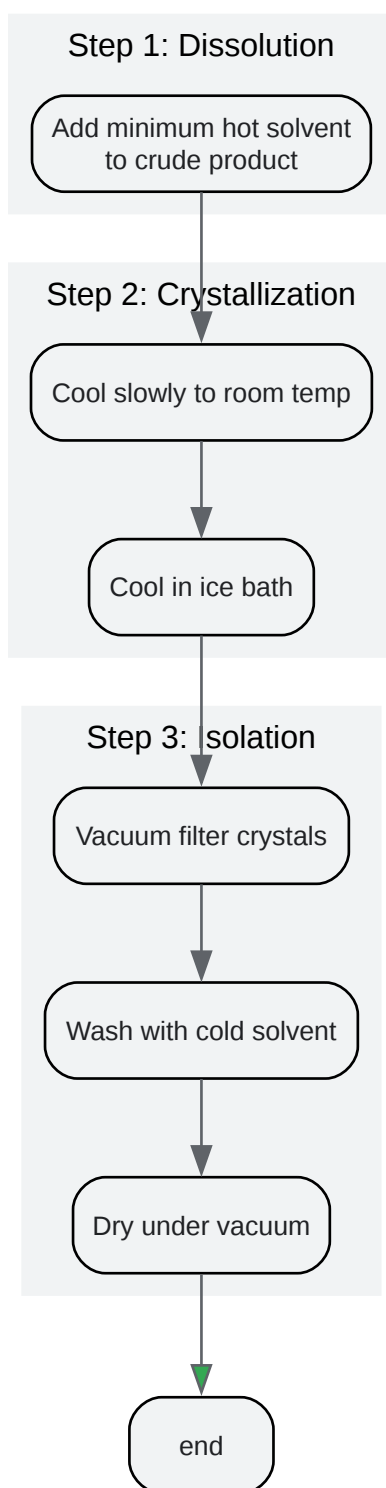 Step 1: Dissolution
Add minimum hot solvent
to crude product
Step 2: Crystallization
Cool slowly to room temp
Cool in ice bath
Step 3: Isolation
Vacuum filter crystals
Wash with cold solvent
Dry under vacuum
end